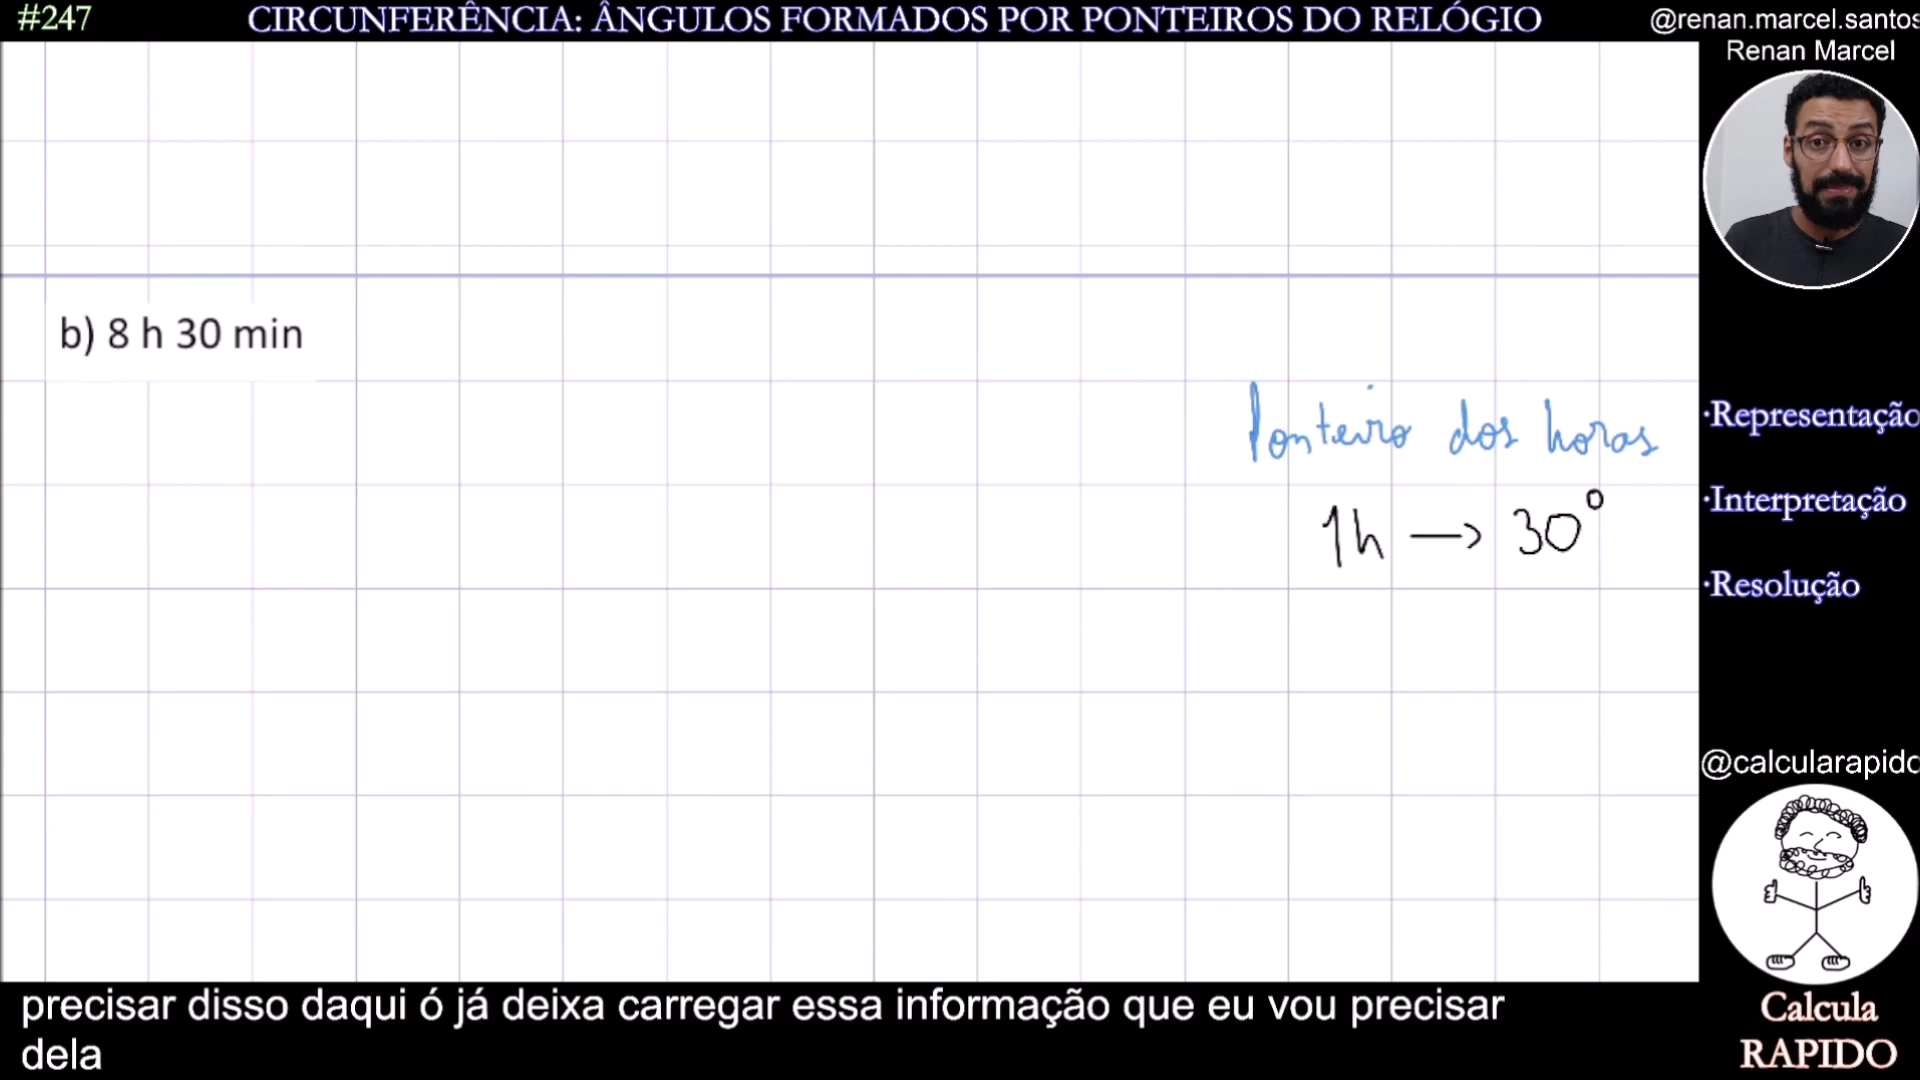 #247
CIRCUNFERÊNCIA: ÂNGULOS FORMADOS POR PONTEIROS DO RELÓGIO
@renan.marcel.santos
Renan Marcel
b) 8 h 30 min
Ponteiro dos horas
1h → 30°
·Representação
·Interpretação
·Resolução
@calcularapido
Calcula
RAPIDO
precisar disso daqui ó já deixa carregar essa informação que eu vou precisar
dela